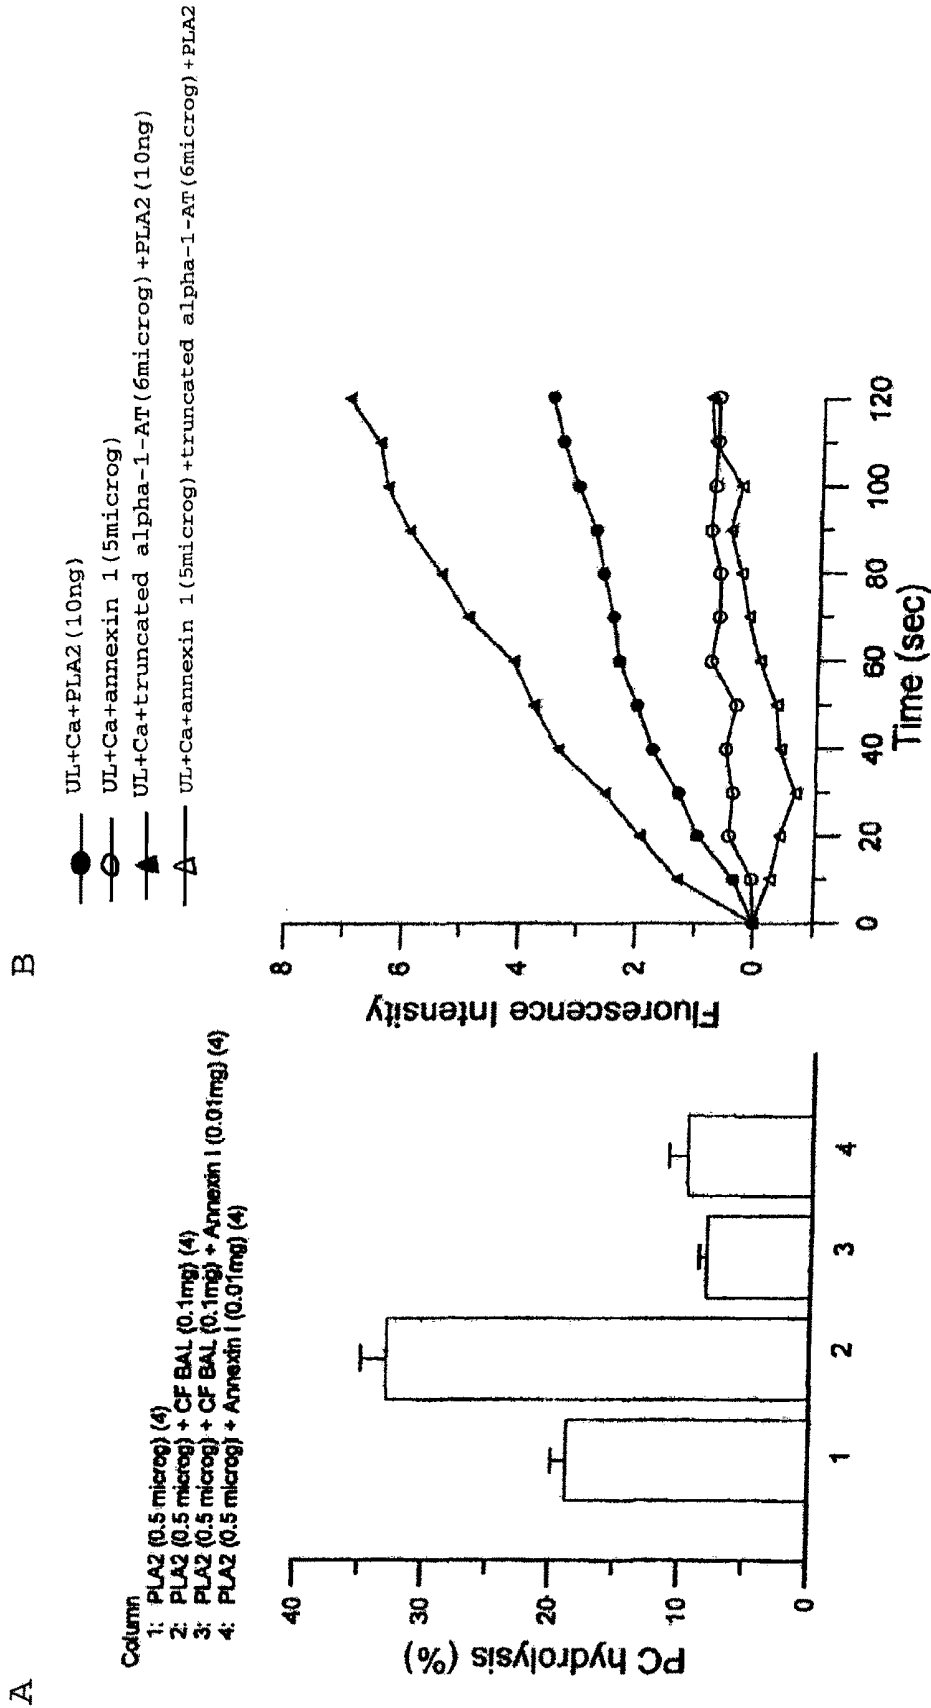 A
Column
1: PLA2 (0.5 microg) (4)
2: PLA2 (0.5 microg) + CF BAL (0.1mg) (4)
3: PLA2 (0.5 microg) + CF BAL (0.1mg) + Annexin I (0.01mg) (4)
4: PLA2 (0.5 microg) + Annexin I (0.01mg) (4)
PC hydrolysis (%)
40
30
20
10
0
1
2
3
4
B
UL+Ca+PLA2(10ng)
UL+Ca+annexin 1(5microg)
UL+Ca+truncated alpha-1-AT(6microg)+PLA2(10ng)
UL+Ca+annexin 1(5microg)+truncated alpha-1-AT(6microg)+PLA2
Fluorescence Intensity
8
6
4
2
0
0
20
40
60
80
100
120
Time (sec)